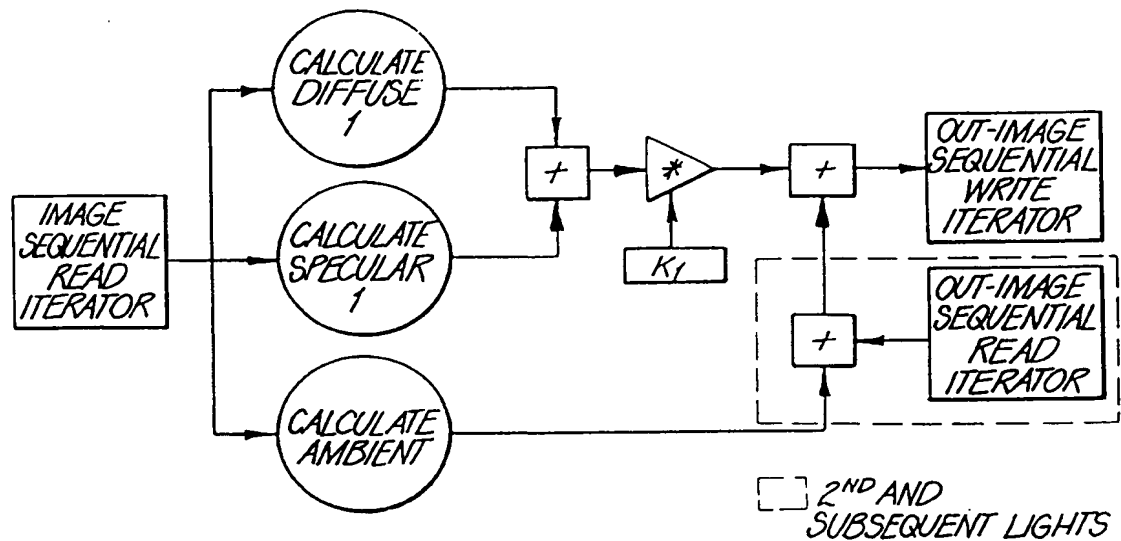 IMAGE
SEQUENTIAL
READ
ITERATOR
CALCULATE
DIFFUSE
1
CALCULATE
SPECULAR
1
CALCULATE
AMBIENT
+
*
K1
+
OUT-IMAGE
SEQUENTIAL
WRITE
ITERATOR
+
OUT-IMAGE
SEQUENTIAL
READ
ITERATOR
2ND AND
SUBSEQUENT LIGHTS